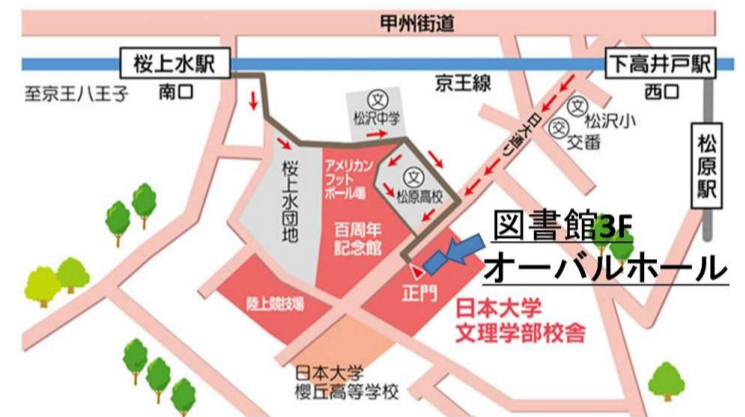 甲州街道
桜上水駅
南口
至京王八王子
京王線
下高井戸駅
西口
文
松沢中学
日大通り
文
松沢小
交
交番
松原駅
桜上水団地
アメリカン
フット
ボール場
文
松原高校
百周年
記念館
図書館3F
オーバルホール
正門
陸上競技場
日本大学
文理学部校舎
日本大学
櫻丘高等学校